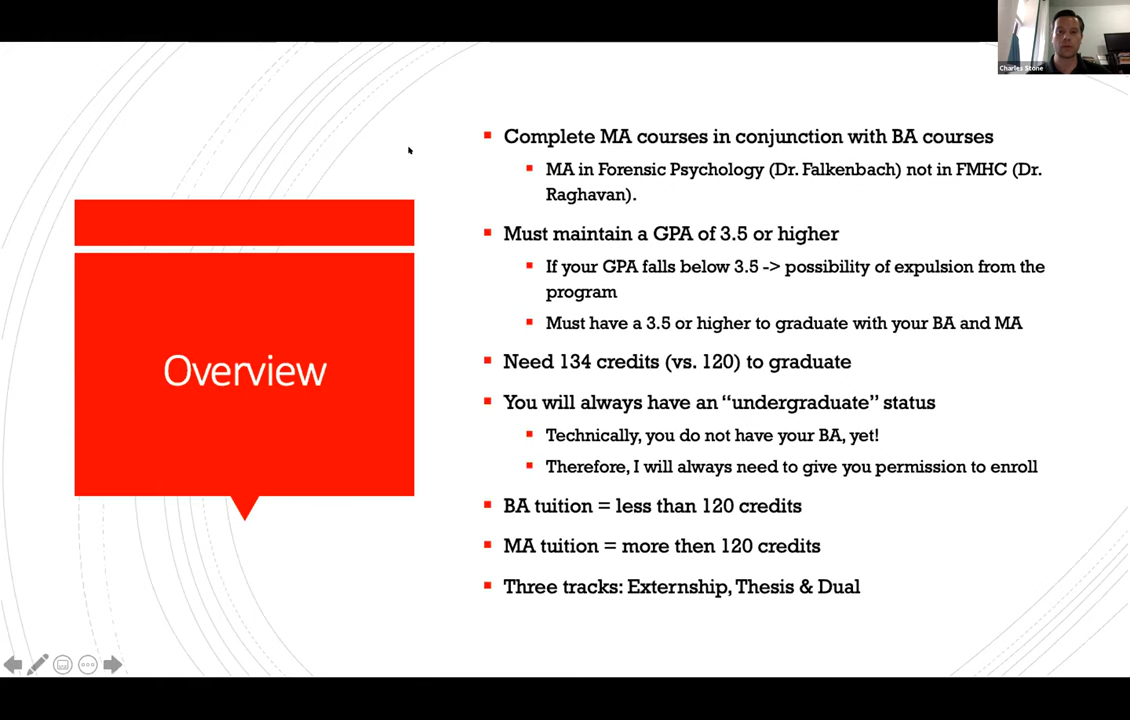 Charles Stone
Overview
Complete MA courses in conjunction with BA courses
MA in Forensic Psychology (Dr. Falkenbach) not in FMHC (Dr.
Raghavan).
Must maintain a GPA of 3.5 or higher
If your GPA falls below 3.5 -> possibility of expulsion from the
program
Must have a 3.5 or higher to graduate with your BA and MA
Need 134 credits (vs. 120) to graduate
You will always have an “undergraduate” status
Technically, you do not have your BA, yet!
Therefore, I will always need to give you permission to enroll
BA tuition = less than 120 credits
MA tuition = more then 120 credits
Three tracks: Externship, Thesis & Dual